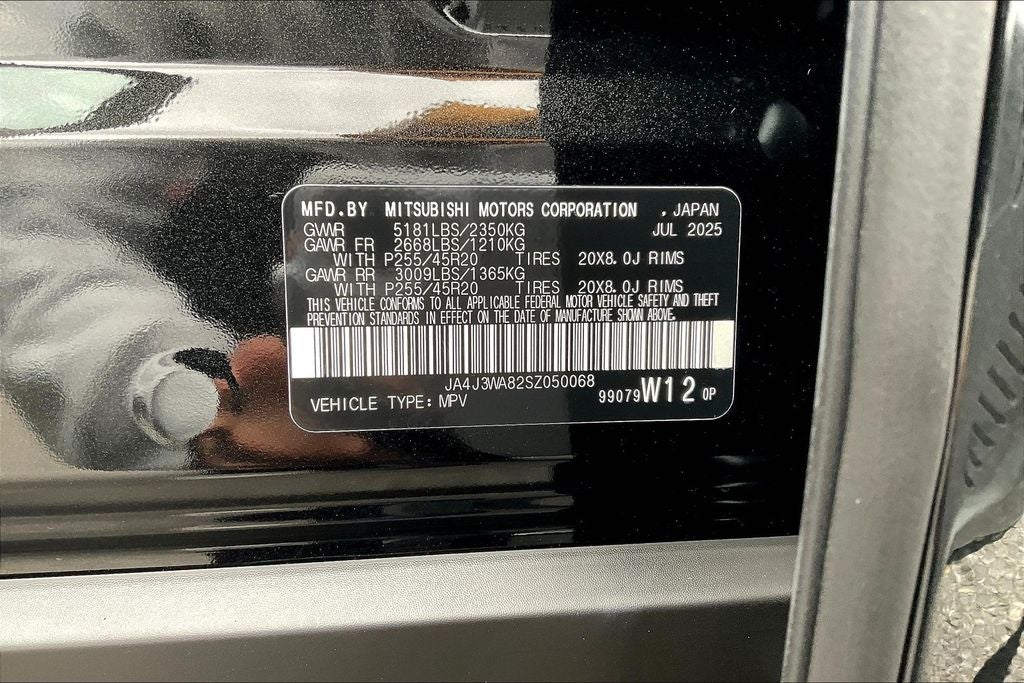 MFD.BY MITSUBISHI MOTORS CORPORATION , JAPAN
GVWR 5181LBS/2350KG JUL 2025
GAWR FR 2668LBS/1210KG
WITH P255/45R20 TIRES 20X8.0J RIMS
GAWR RR 3009LBS/1365KG
WITH P255/45R20 TIRES 20X8.0J RIMS
THIS VEHICLE CONFORMS TO ALL APPLICABLE FEDERAL MOTOR VEHICLE SAFETY AND THEFT
PREVENTION STANDARDS IN EFFECT ON THE DATE OF MANUFACTURE SHOWN ABOVE.
JA4J3WA82SZ050068
VEHICLE TYPE: MPV 99079W12 0P